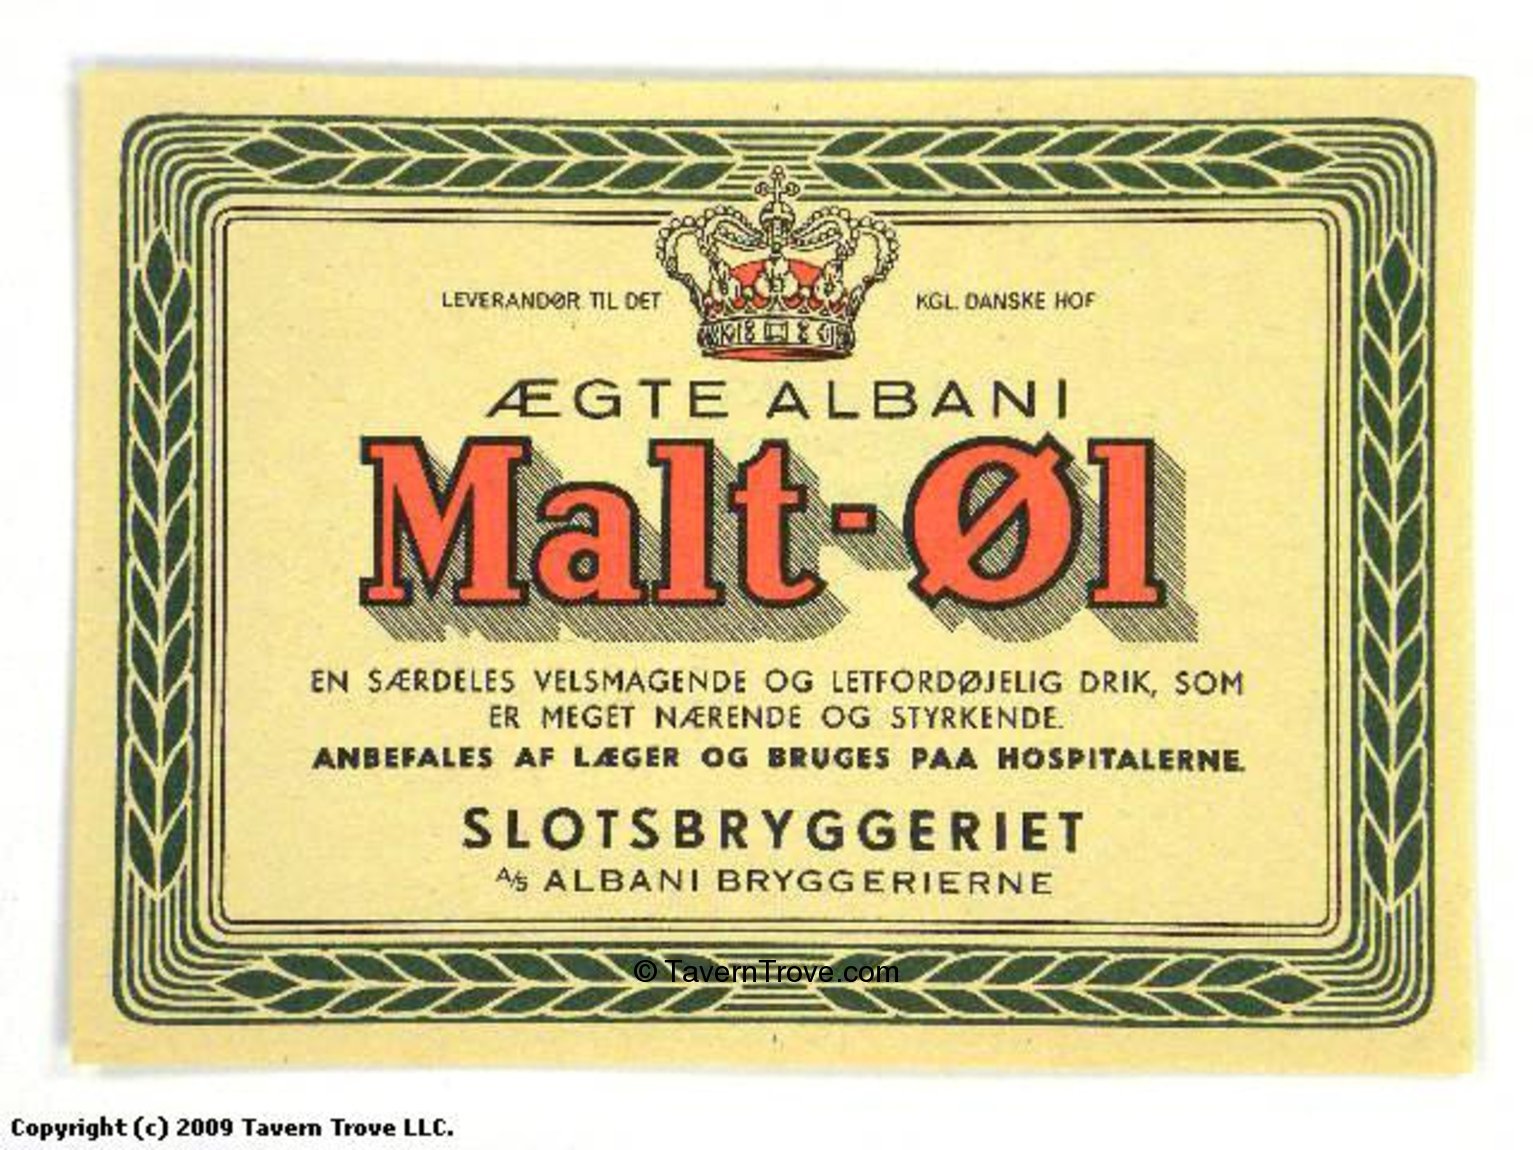 LEVERANDØR TIL DET KGL. DANSKE HOF
ÆGTE ALBANI
Malt-Øl
EN SÆRDELES VELSMAGENDE OG LETFORDØJELIG DRIK, SOM
ER MEGET NÆRENDE OG STYRKENDE.
ANBEFALES AF LÆGER OG BRUGES PAA HOSPITALERNE.
SLOTSBRYGGERIET
A/S ALBANI BRYGGERIERNE
© TavernTrove.com
Copyright (c) 2009 Tavern Trove LLC.